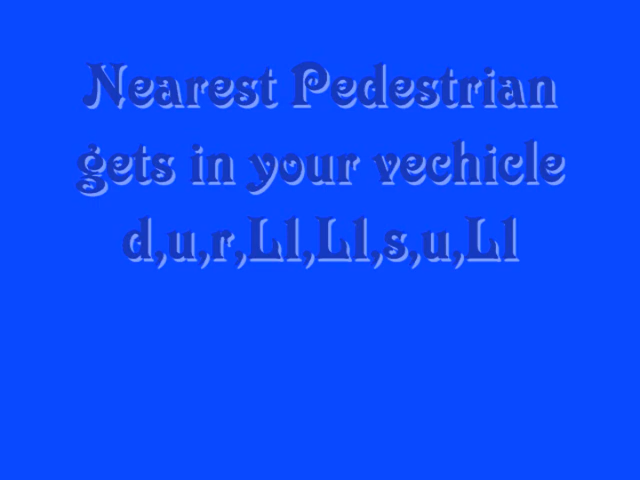 Nearest Pedestrian
gets in your vechicle
d,u,r,L1,L1,s,u,L1